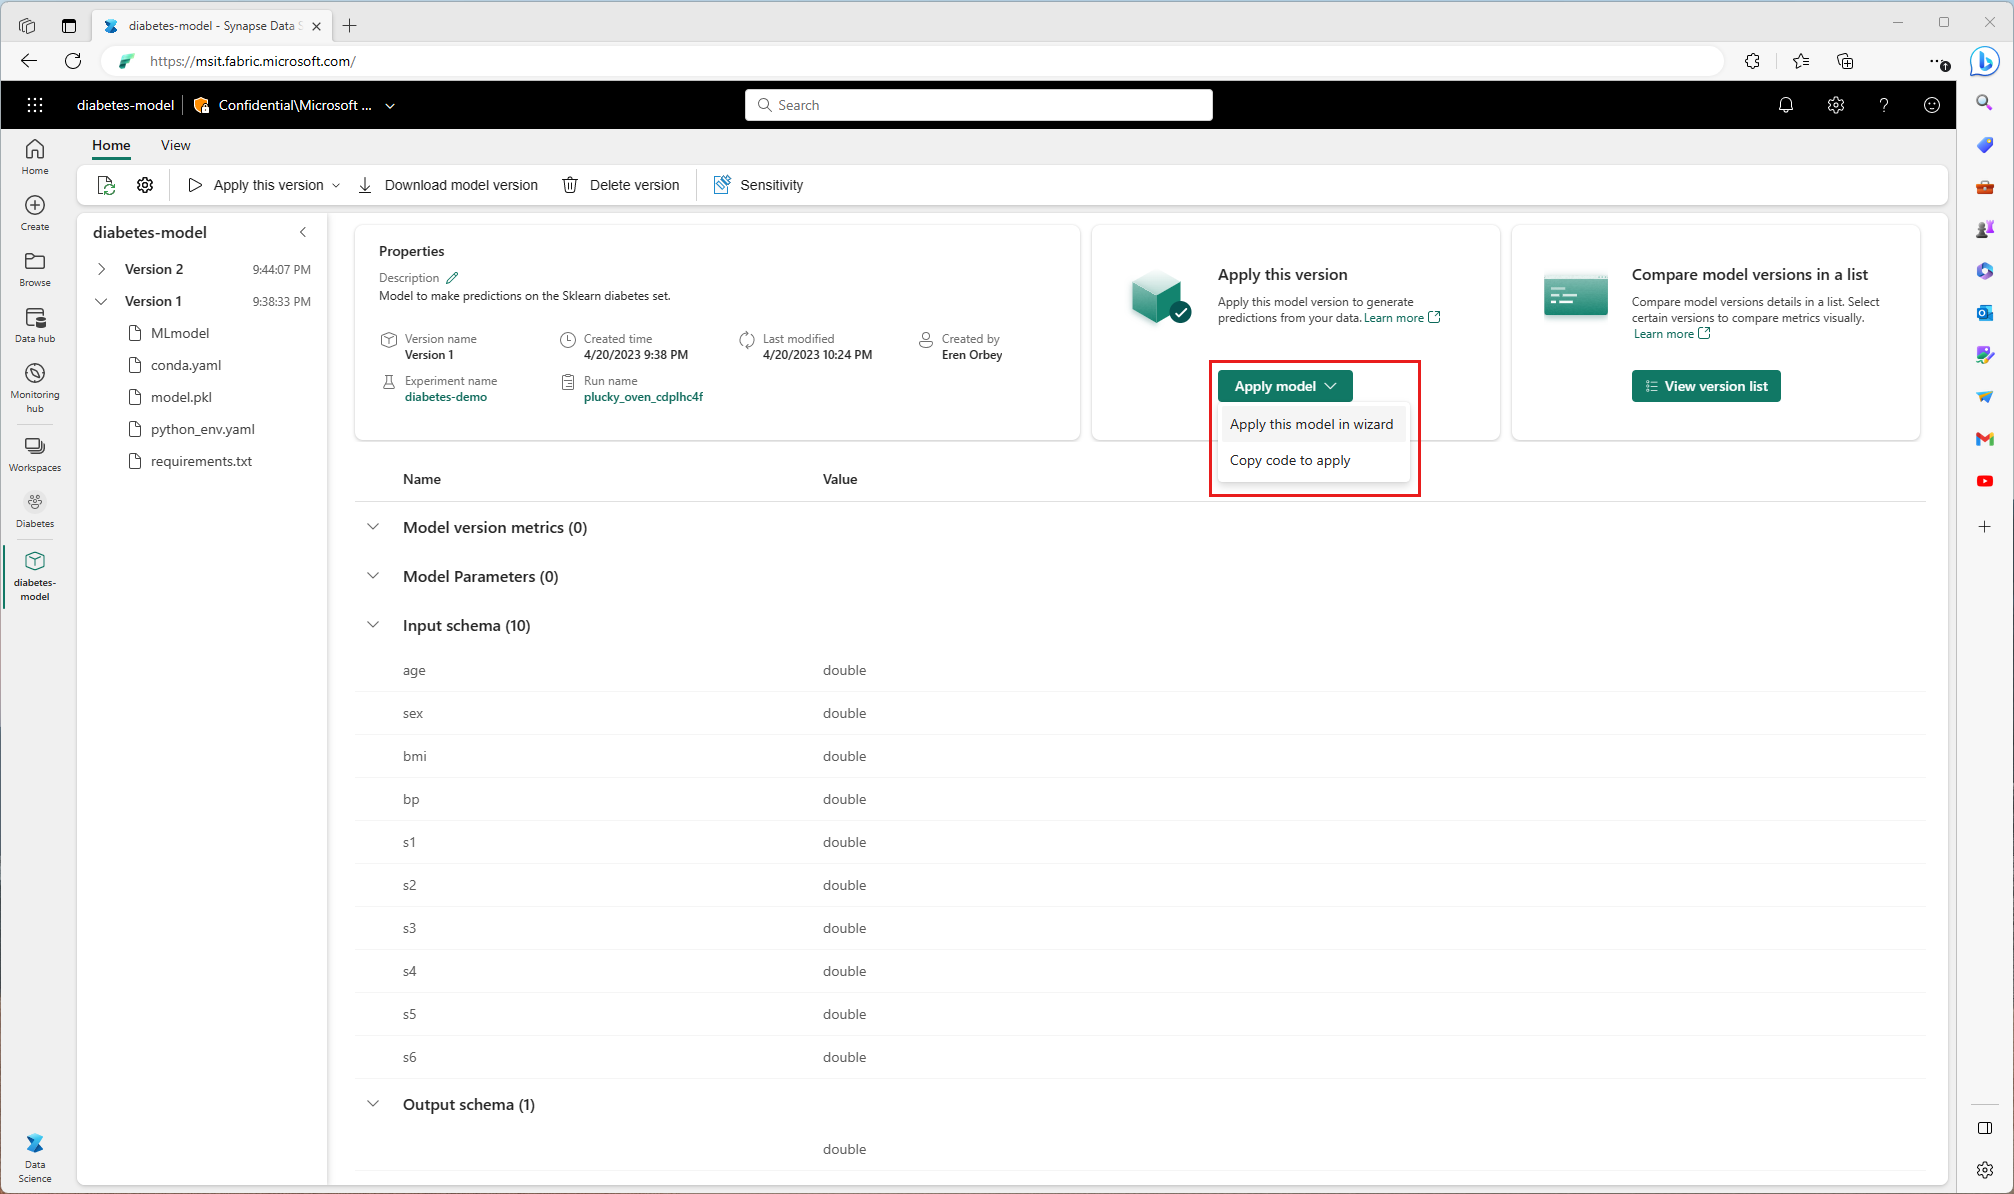 diabetes-model - Synapse Data S
https://msit.fabric.microsoft.com/
diabetes-model
Confidential\Microsoft ...
Search
Home
View
Apply this version
Download model version
Delete version
Sensitivity
Home
Create
Browse
Data hub
Monitoring
hub
Workspaces
Diabetes
diabetes-
model
Data
Science
diabetes-model
Version 2 9:44:07 PM
Version 1 9:38:33 PM
MLmodel
conda.yaml
model.pkl
python_env.yaml
requirements.txt
Properties
Description
Model to make predictions on the Sklearn diabetes set.
Version name
Version 1
Created time
4/20/2023 9:38 PM
Last modified
4/20/2023 10:24 PM
Created by
Eren Orbey
Experiment name
diabetes-demo
Run name
plucky_oven_cdplhc4f
Apply this version
Apply this model version to generate
predictions from your data. Learn more
Apply model
Apply this model in wizard
Copy code to apply
Compare model versions in a list
Compare model versions details in a list. Select
certain versions to compare metrics visually.
Learn more
View version list
Name Value
Model version metrics (0)
Model Parameters (0)
Input schema (10)
age double
sex double
bmi double
bp double
s1 double
s2 double
s3 double
s4 double
s5 double
s6 double
Output schema (1)
double